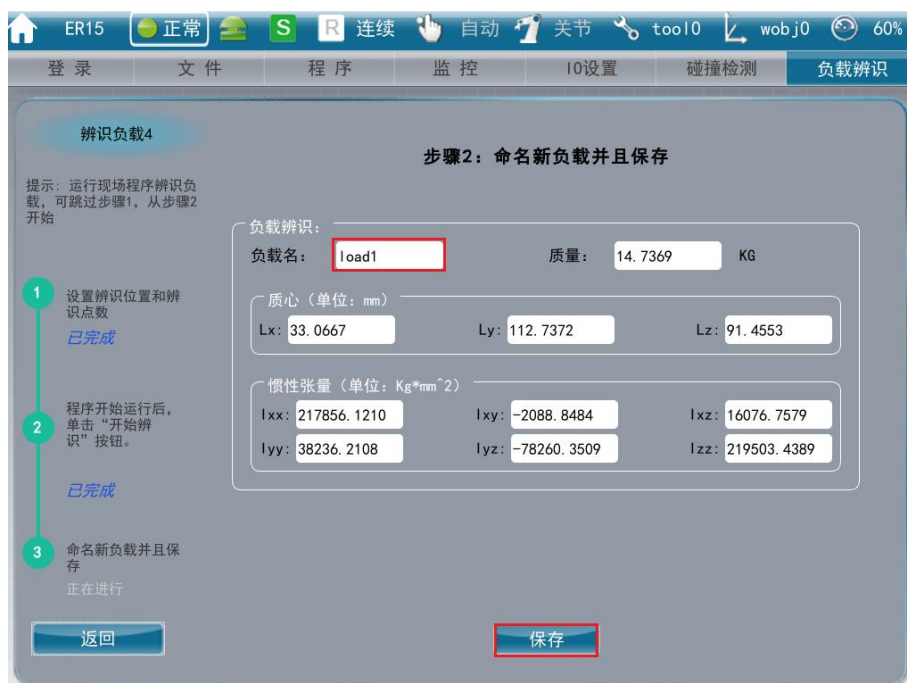 ER15 正常 S R 连续 自动 关节 tool0 wobj0 60%
登录 文件 程序 监控 IO设置 碰撞检测 负载辨识
辨识负载4
步骤2：命名新负载并且保存
提示：运行现场程序辨识负
载，可跳过步骤1，从步骤2
开始
负载辨识：
负载名： load1 质量： 14.7369 KG
质心（单位：mm）
Lx: 33.0667 Ly: 112.7372 Lz: 91.4553
惯性张量（单位：Kg*mm^2）
Ixx: 217856.1210 Ixy: -2088.8484 Ixz: 16076.7579
Iyy: 38236.2108 Iyz: -78260.3509 Izz: 219503.4389
1 设置辨识位置和辨
识点数
已完成
2 程序开始运行后，
单击“开始辨
识”按钮。
已完成
3 命名新负载并且保
存
正在进行
返回 保存